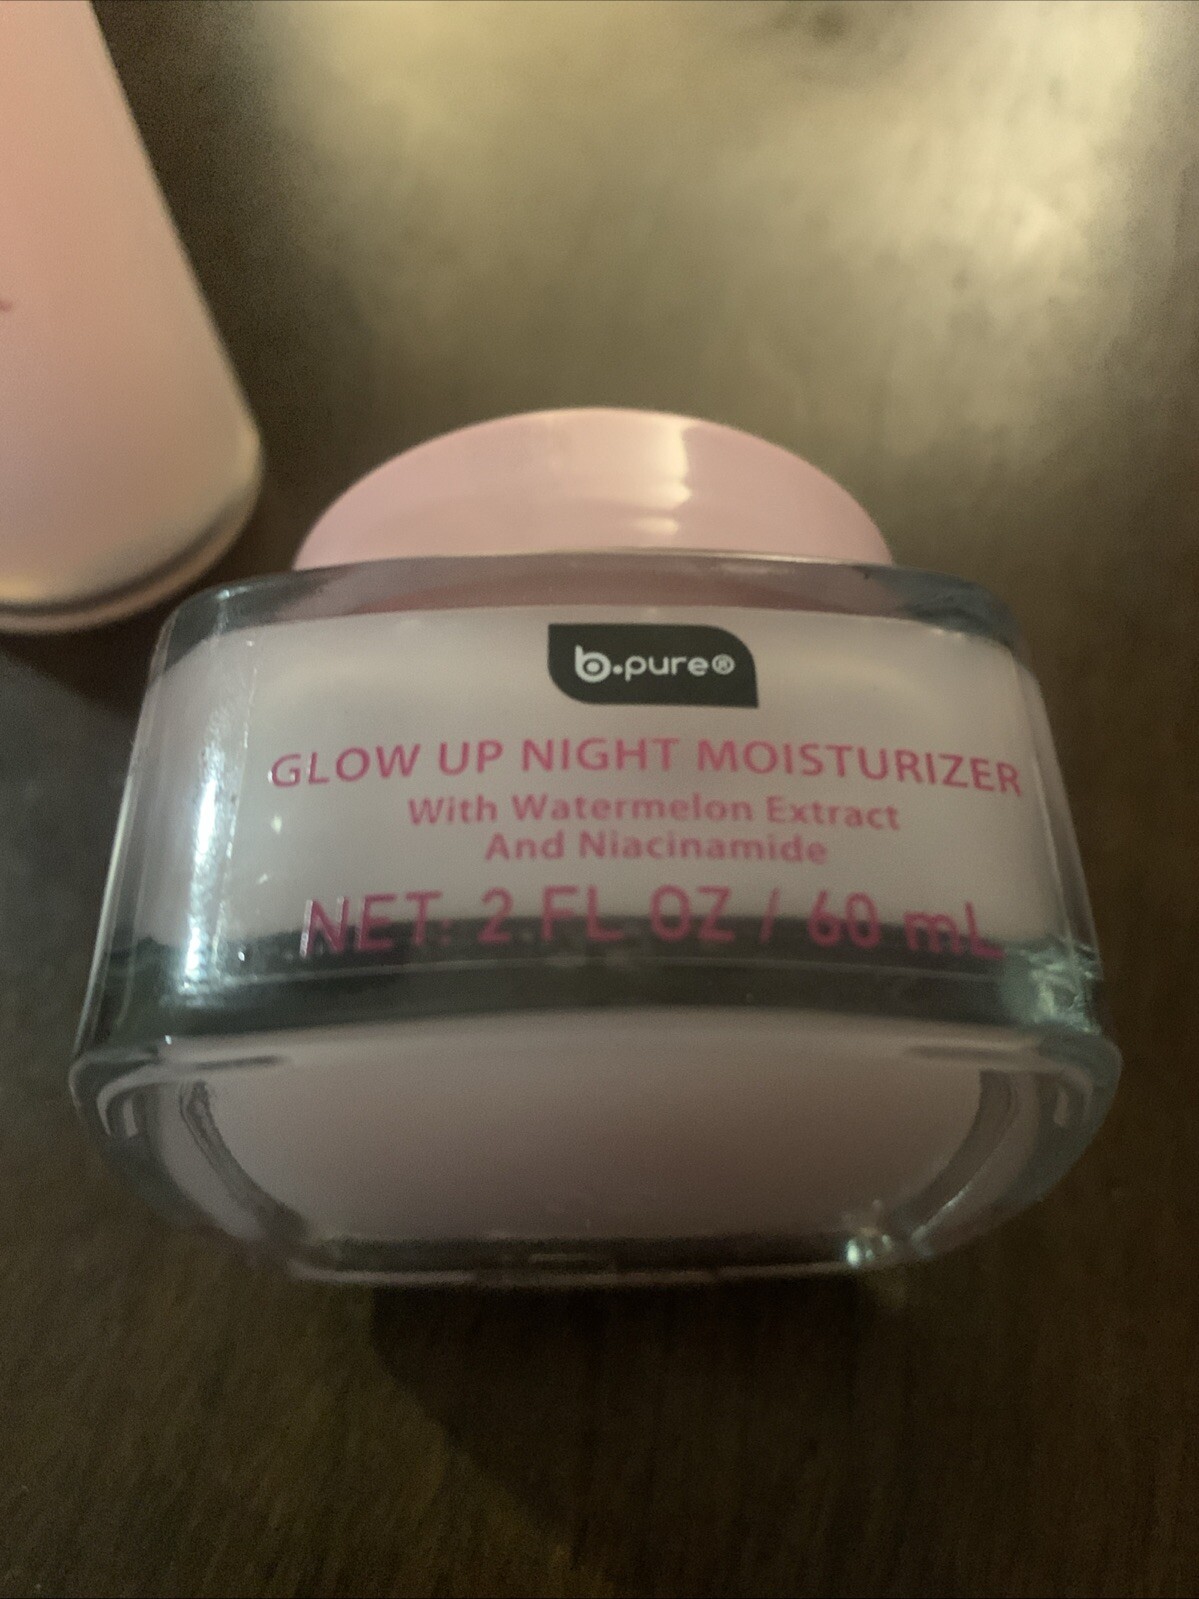 b.pure®
GLOW UP NIGHT MOISTURIZER
With Watermelon Extract
And Niacinamide
NET: 2 FL OZ / 60 mL